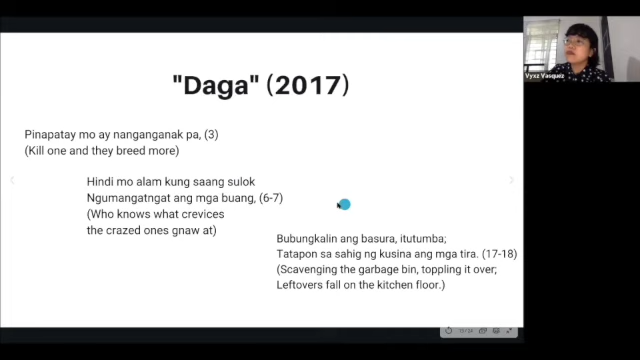 "Daga" (2017)
Pinapatay mo ay nanganganak pa, (3)
(Kill one and they breed more)
Hindi mo alam kung saang sulok
Ngumangatngat ang mga buang, (6-7)
(Who knows what crevices
the crazed ones gnaw at)
Bubungkalin ang basura, itutumba;
Tatapon sa sahig ng kusina ang mga tira. (17-18)
(Scavenging the garbage bin, toppling it over;
Leftovers fall on the kitchen floor.)
Vyxz Vasquez